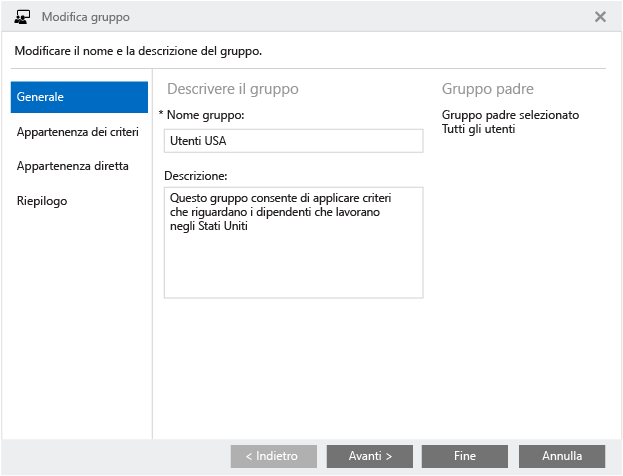 Modifica gruppo
Modificare il nome e la descrizione del gruppo.
Generale
Appartenenza dei criteri
Appartenenza diretta
Riepilogo
Descrivere il gruppo
* Nome gruppo:
Utenti USA
Descrizione:
Questo gruppo consente di applicare criteri
che riguardano i dipendenti che lavorano
negli Stati Uniti
Gruppo padre
Gruppo padre selezionato
Tutti gli utenti
< Indietro
Avanti >
Fine
Annulla